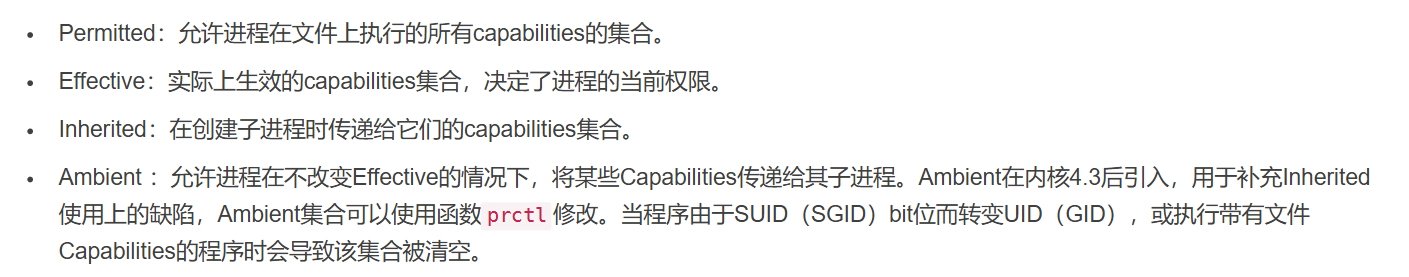 • Permitted：允许进程在文件上执行的所有capabilities的集合。
• Effective：实际上生效的capabilities集合，决定了进程的当前权限。
• Inherited：在创建子进程时传递给它们的capabilities集合。
• Ambient ：允许进程在不改变Effective的情况下，将某些Capabilities传递给其子进程。Ambient在内核4.3后引入，用于补充Inherited
使用上的缺陷，Ambient集合可以使用函数prctl修改。当程序由于SUID（SGID）bit位而转变UID（GID），或执行带有文件
Capabilities的程序时会导致该集合被清空。